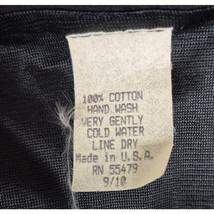 100% COTTON
HAND WASH
VERY GENTLY
COLD WATER
LINE DRY
Made in U.S.A.
RN 55479
9/10